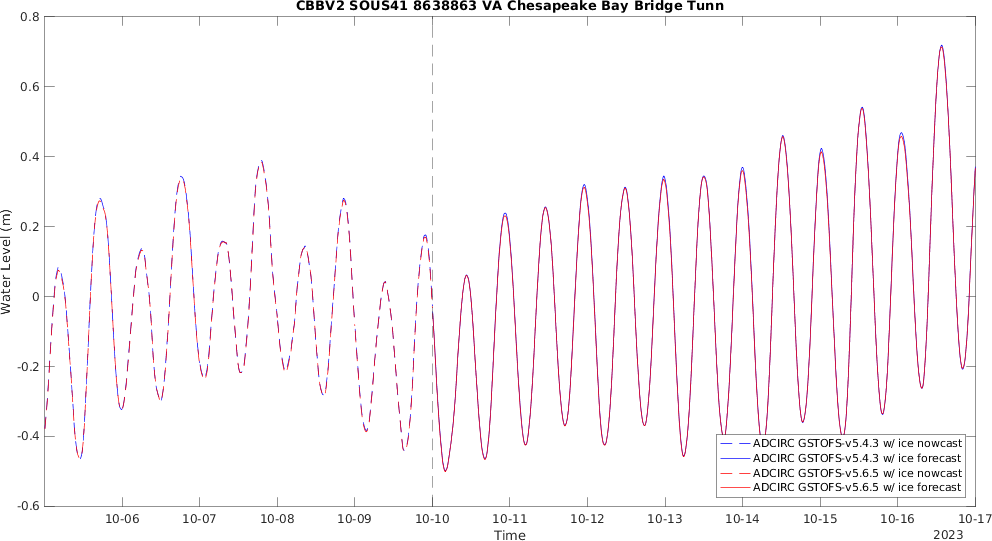 CBBV2 SOUS41 8638863 VA Chesapeake Bay Bridge Tunn
0.8
0.6
0.4
0.2
0
-0.2
-0.4
-0.6
Water Level (m)
ADCIRC GSTOFS-v5.4.3 w/ ice nowcast
ADCIRC GSTOFS-v5.4.3 w/ ice forecast
ADCIRC GSTOFS-v5.6.5 w/ ice nowcast
ADCIRC GSTOFS-v5.6.5 w/ ice forecast
10-06 10-07 10-08 10-09 10-10 10-11 10-12 10-13 10-14 10-15 10-16 10-17
Time
2023